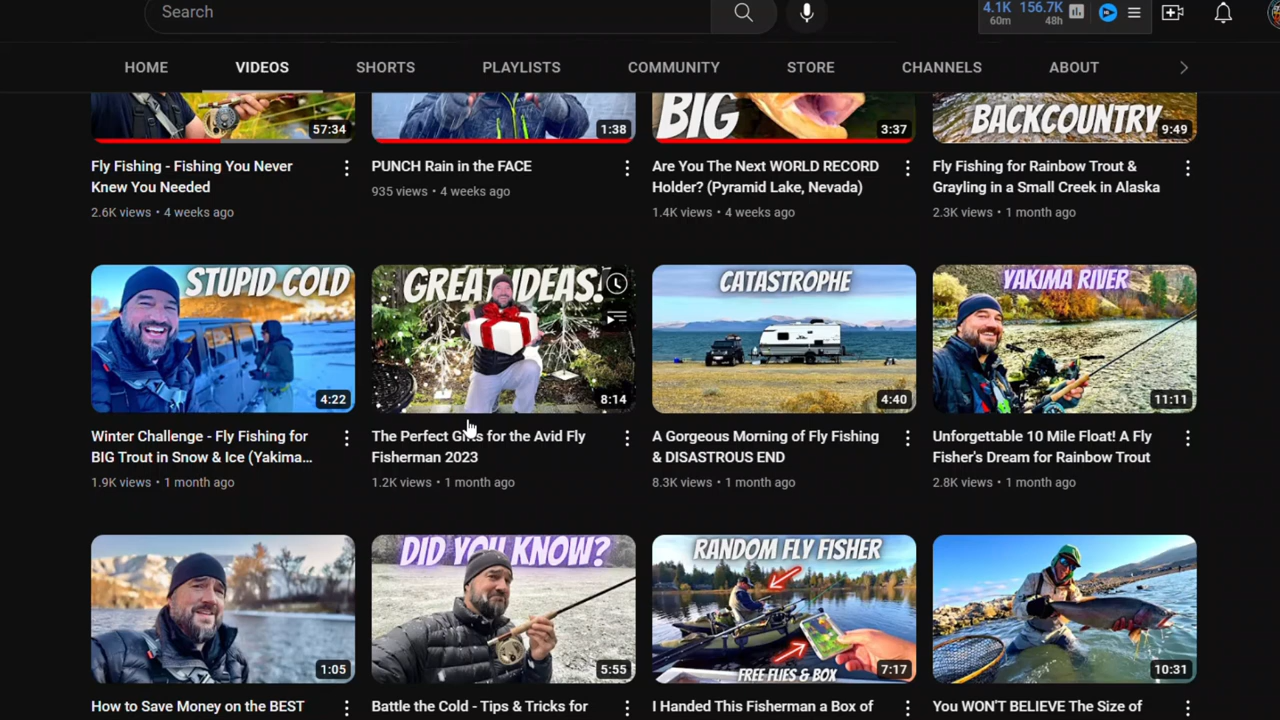 Search
4.1K 156.7K
60m 48h
HOME VIDEOS SHORTS PLAYLISTS COMMUNITY STORE CHANNELS ABOUT
57:34
1:38
BIG
3:37
BACKCOUNTRY
9:49
Fly Fishing - Fishing You Never
Knew You Needed
2.6K views • 4 weeks ago
PUNCH Rain in the FACE
935 views • 4 weeks ago
Are You The Next WORLD RECORD
Holder? (Pyramid Lake, Nevada)
1.4K views • 4 weeks ago
Fly Fishing for Rainbow Trout &
Grayling in a Small Creek in Alaska
2.3K views • 1 month ago
STUPID COLD
4:22
GREAT IDEAS!
8:14
CATASTROPHE
4:40
YAKIMA RIVER
11:11
Winter Challenge - Fly Fishing for
BIG Trout in Snow & Ice (Yakima...
1.9K views • 1 month ago
The Perfect Gifts for the Avid Fly
Fisherman 2023
1.2K views • 1 month ago
A Gorgeous Morning of Fly Fishing
& DISASTROUS END
8.3K views • 1 month ago
Unforgettable 10 Mile Float! A Fly
Fisher's Dream for Rainbow Trout
2.8K views • 1 month ago
1:05
DID YOU KNOW?
5:55
RANDOM FLY FISHER
FREE FLIES & BOX
7:17
10:31
How to Save Money on the BEST
Battle the Cold - Tips & Tricks for
I Handed This Fisherman a Box of
You WON'T BELIEVE The Size of